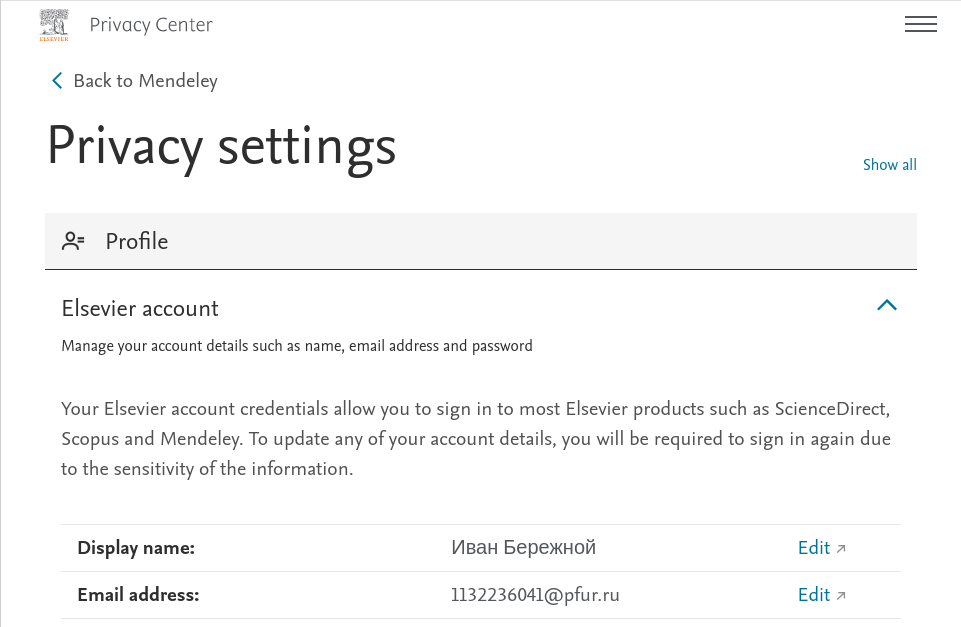 ELSEVIER
Privacy Center
Back to Mendeley
Privacy settings
Show all
Profile
Elsevier account
Manage your account details such as name, email address and password
Your Elsevier account credentials allow you to sign in to most Elsevier products such as ScienceDirect,
Scopus and Mendeley. To update any of your account details, you will be required to sign in again due
to the sensitivity of the information.
Display name: Иван Бережной Edit
Email address: 1132236041@pfur.ru Edit